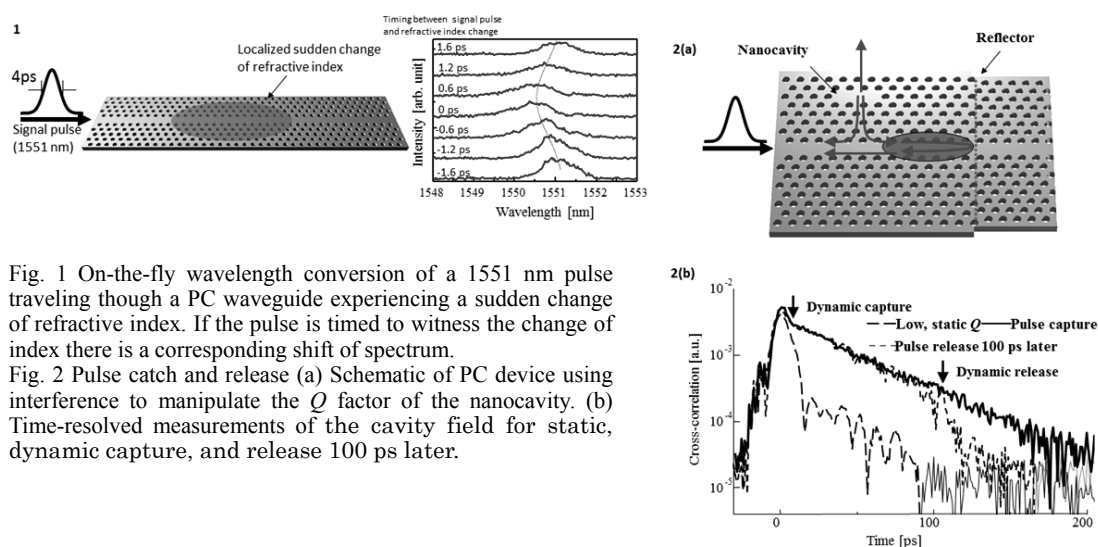 1
4ps
Signal pulse
(1551 nm)
Localized sudden change
of refractive index
Timing between signal pulse
and refractive index change
1.6 ps
1.2 ps
0.6 ps
0 ps
-0.6 ps
-1.2 ps
-1.6 ps
Intensity [arb. unit]
1548 1549 1550 1551 1552 1553
Wavelength [nm]
2(a)
Nanocavity
Reflector
Fig. 1 On-the-fly wavelength conversion of a 1551 nm pulse
traveling though a PC waveguide experiencing a sudden change
of refractive index. If the pulse is timed to witness the change of
index there is a corresponding shift of spectrum.
Fig. 2 Pulse catch and release (a) Schematic of PC device using
interference to manipulate the Q factor of the nanocavity. (b)
Time-resolved measurements of the cavity field for static,
dynamic capture, and release 100 ps later.
2(b)
Dynamic capture
Low, static Q Pulse capture
Pulse release 100 ps later
Dynamic release
Cross-correlation [a.u.]
10-2
10-3
10-4
10-5
0 100 200
Time [ps]